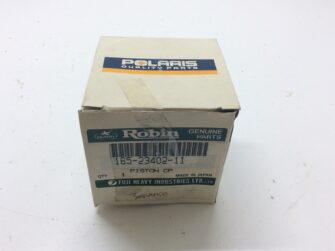 POLARIS
QUALITY PARTS
Robin GENUINE PARTS
165-23402-11
QTY 1 PISTON CP MADE IN JAPAN
FUJI HEAVY INDUSTRIES LTD.